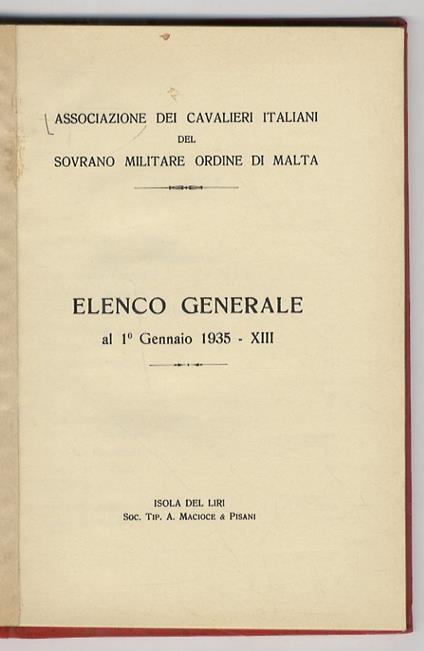 ASSOCIAZIONE DEI CAVALIERI ITALIANI
DEL
SOVRANO MILITARE ORDINE DI MALTA
ELENCO GENERALE
al 1° Gennaio 1935 - XIII
ISOLA DEL LIRI
SOC. TIP. A. MACIOCE & PISANI